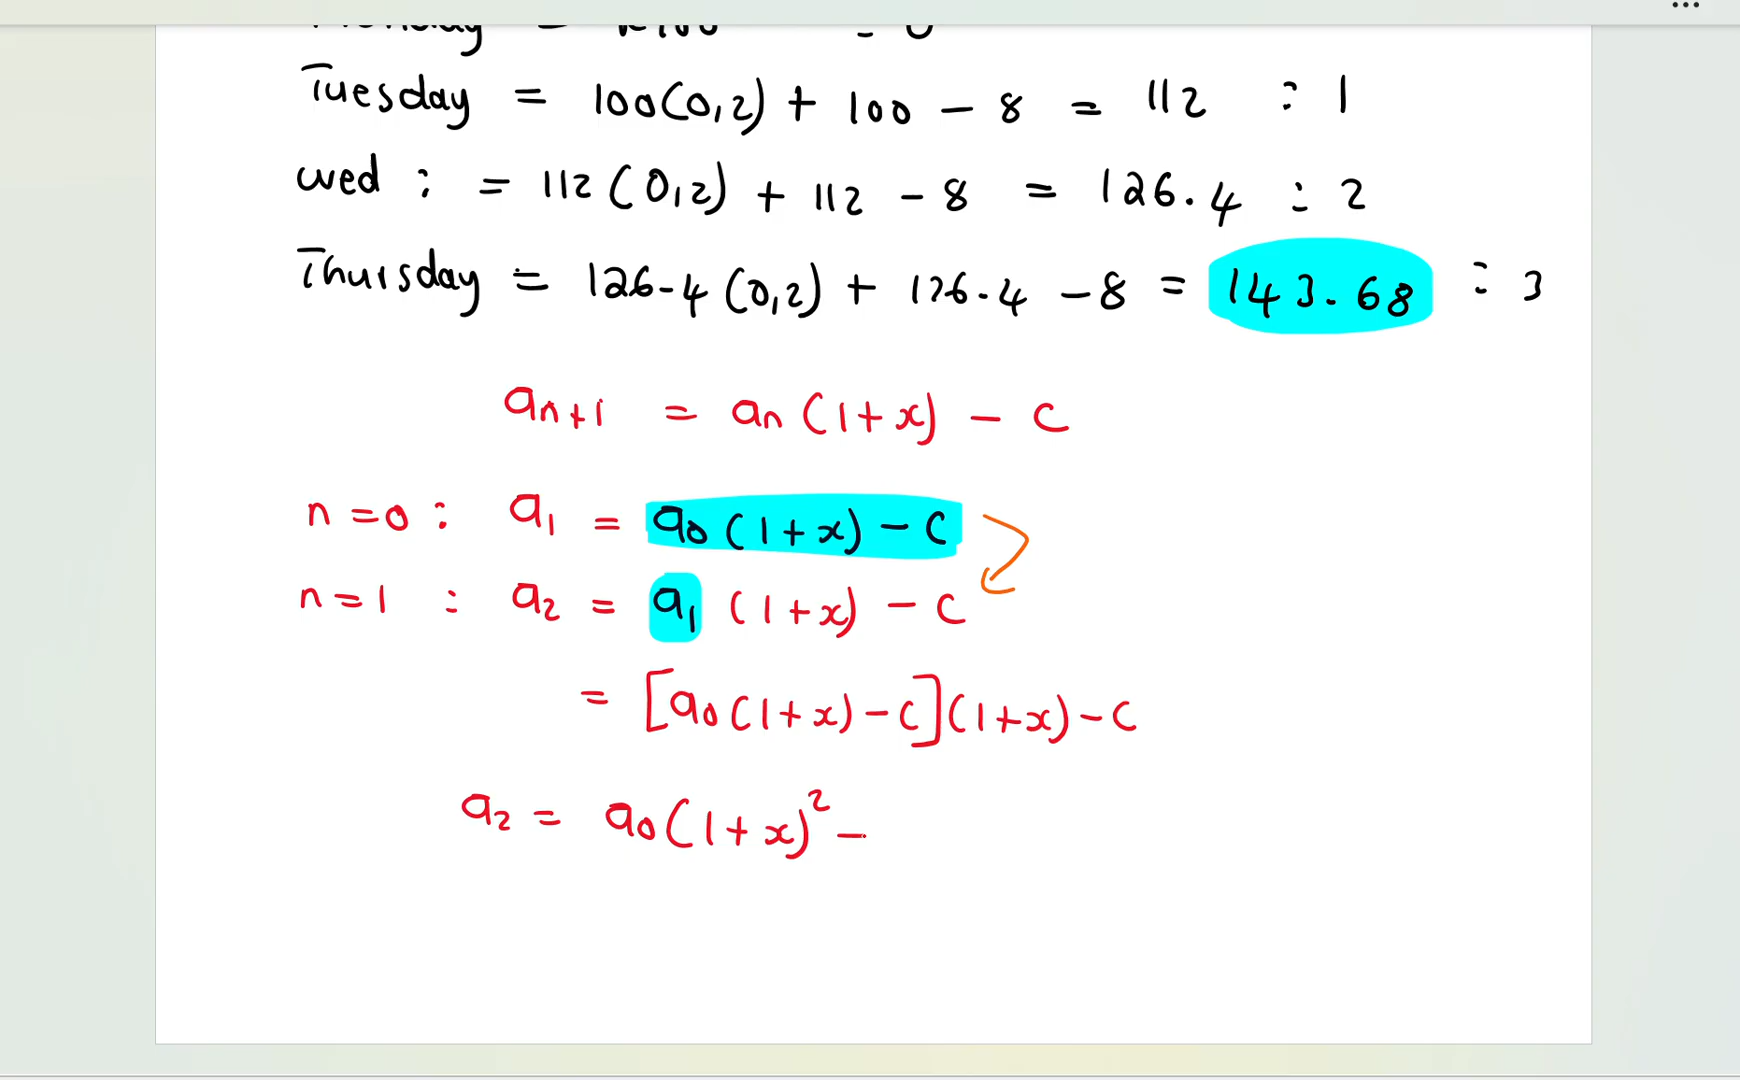 Tuesday = 100(0,2) + 100 - 8 = 112 : 1
wed : = 112(0,2) + 112 - 8 = 126.4 : 2
Thursday = 126.4(0,2) + 126.4 - 8 = 143.68 : 3
aₙ₊₁ = aₙ(1+x) - c
n=0 : a₁ = a₀(1+x) - c
n=1 : a₂ = a₁(1+x) - c
= [a₀(1+x) - c](1+x) - c
a₂ = a₀(1+x)² -